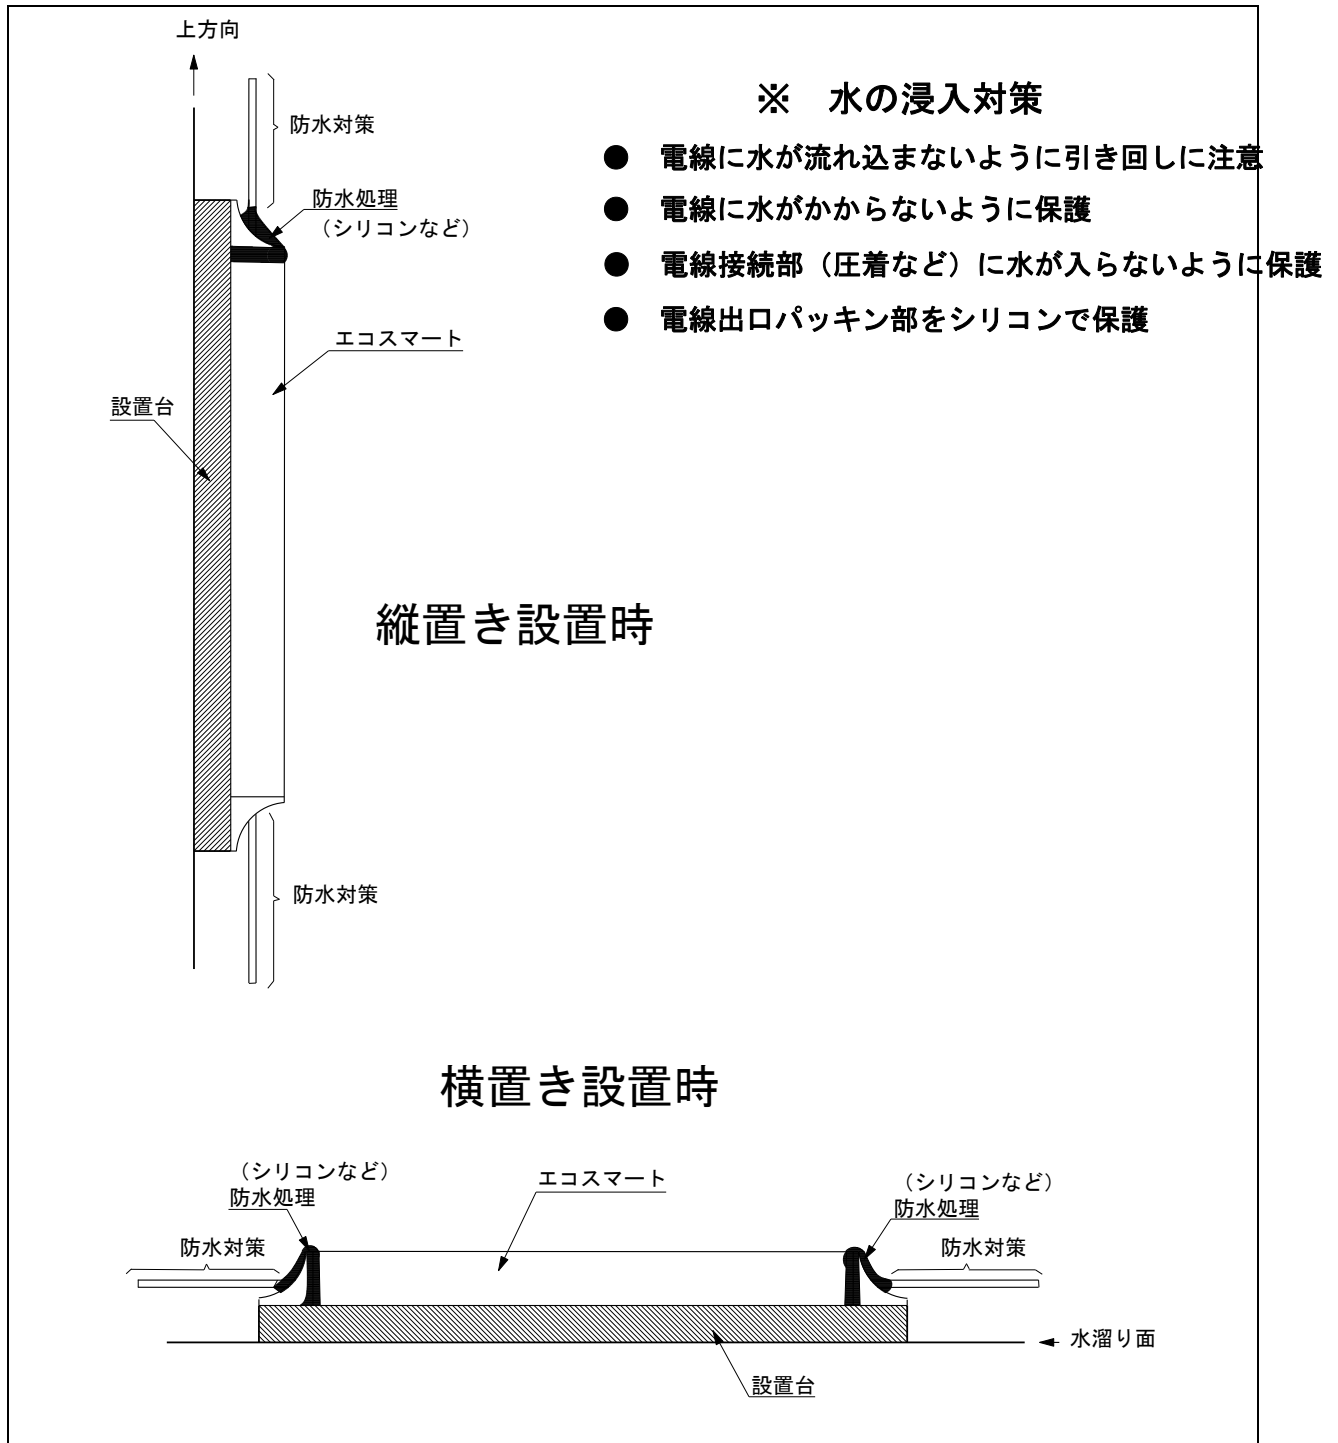 上方向
防水対策
防水処理
（シリコンなど）
※ 水の浸入対策
● 電線に水が流れ込まないように引き回しに注意
● 電線に水がかからないように保護
● 電線接続部（圧着など）に水が入らないように保護
● 電線出口パッキン部をシリコンで保護
エコスマート
設置台
縦置き設置時
防水対策
横置き設置時
（シリコンなど）
防水処理
防水対策
エコスマート
（シリコンなど）
防水処理
防水対策
水溜り面
設置台